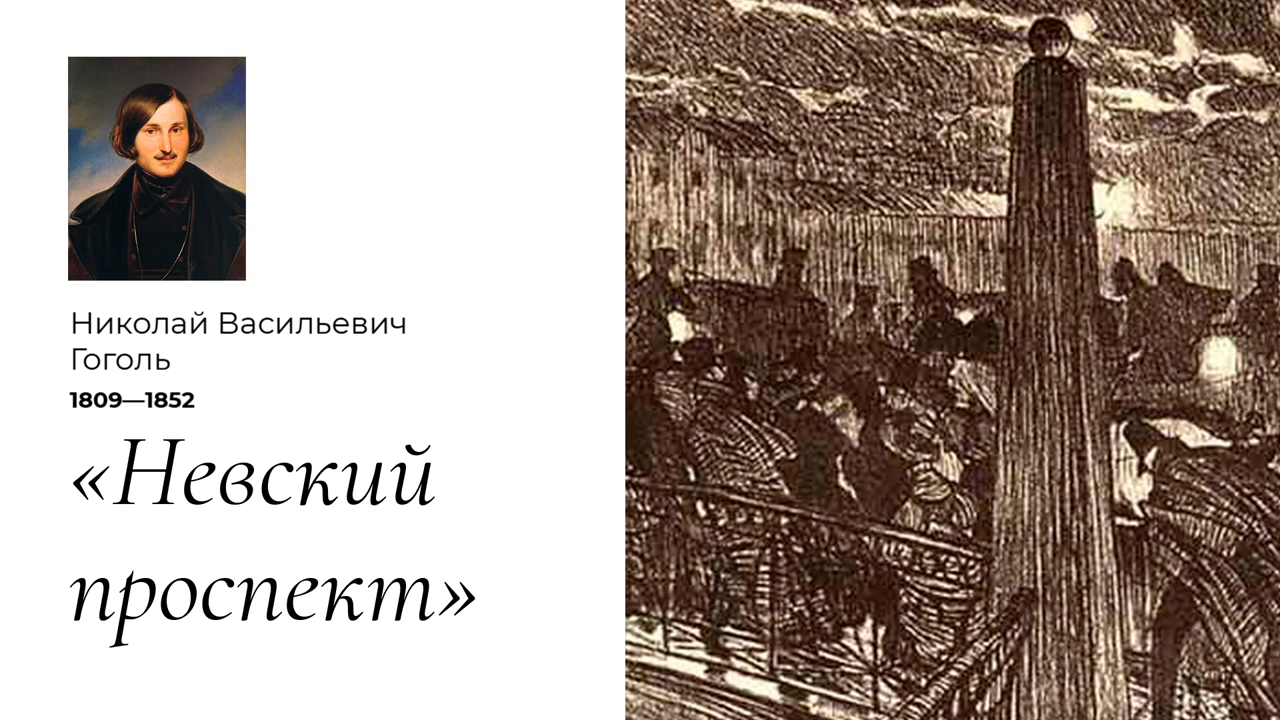 Николай Васильевич
Гоголь
1809—1852
«Невский
проспект»